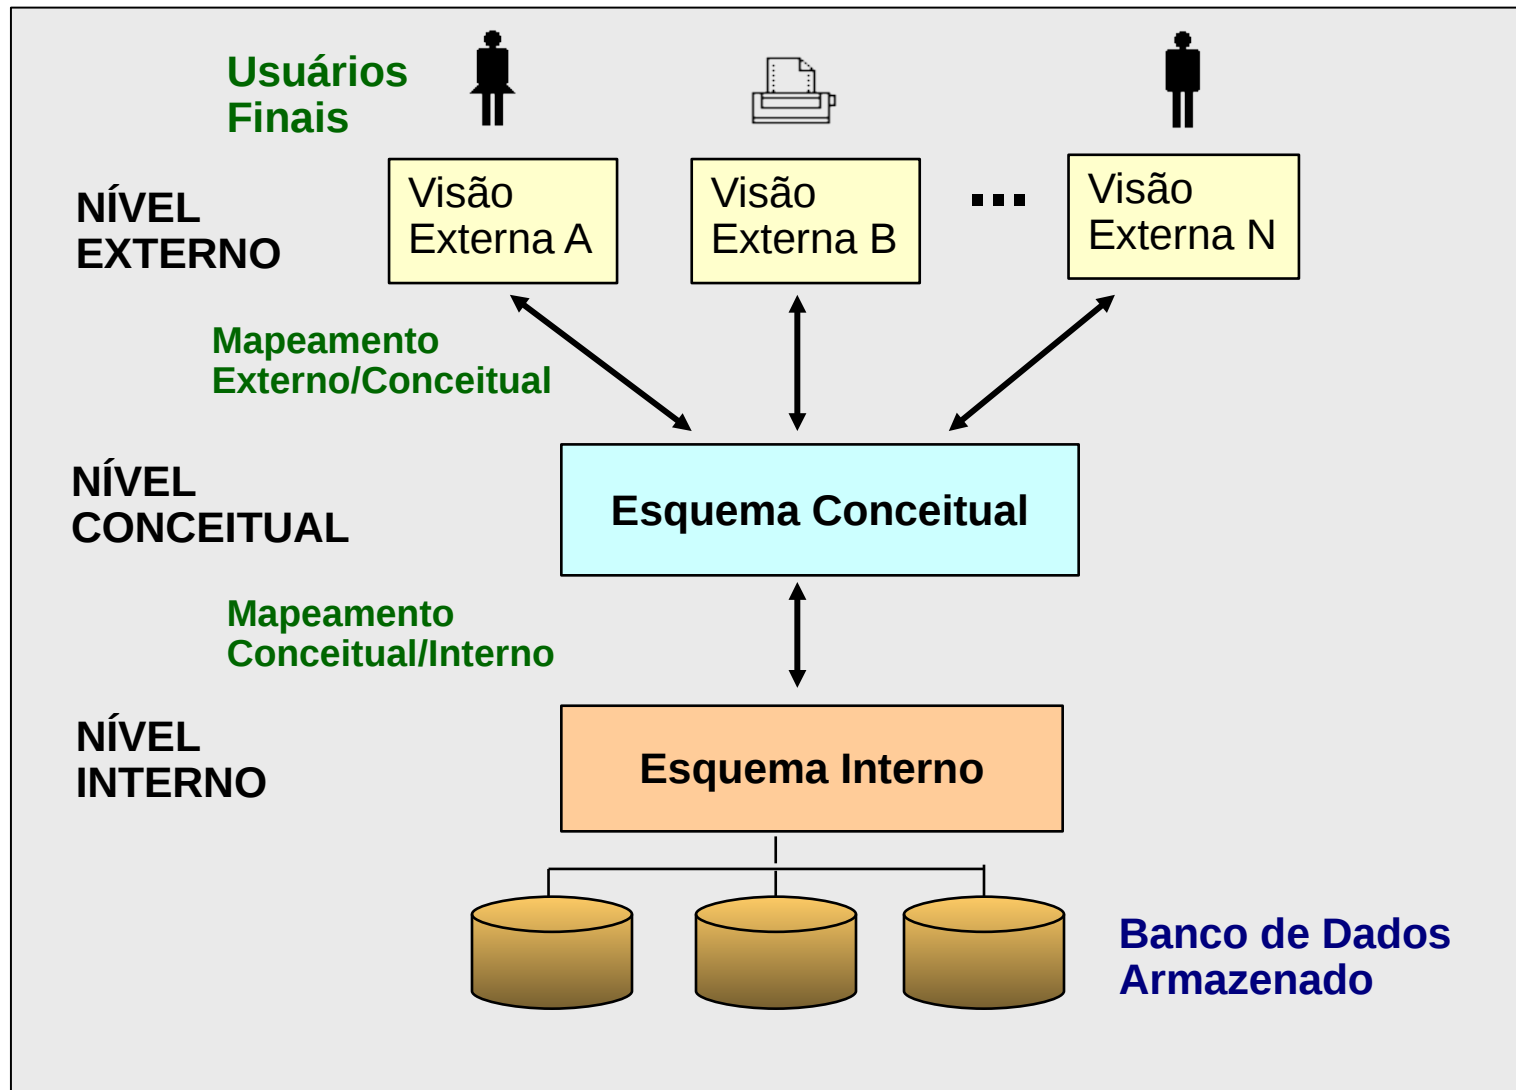 Usuários
Finais
NÍVEL
EXTERNO
Visão
Externa A
Visão
Externa B
...
Visão
Externa N
Mapeamento
Externo/Conceitual
NÍVEL
CONCEITUAL
Esquema Conceitual
Mapeamento
Conceitual/Interno
NÍVEL
INTERNO
Esquema Interno
Banco de Dados
Armazenado